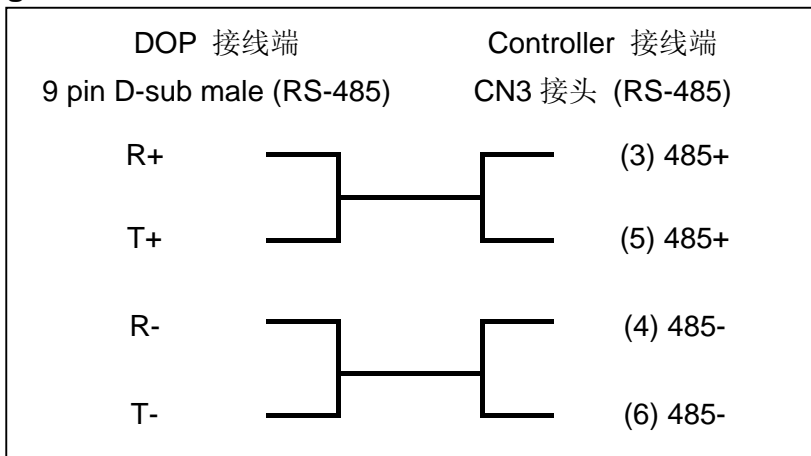 DOP 接线端 Controller 接线端
9 pin D-sub male (RS-485) CN3 接头 (RS-485)
R+ (3) 485+
T+ (5) 485+
R- (4) 485-
T- (6) 485-